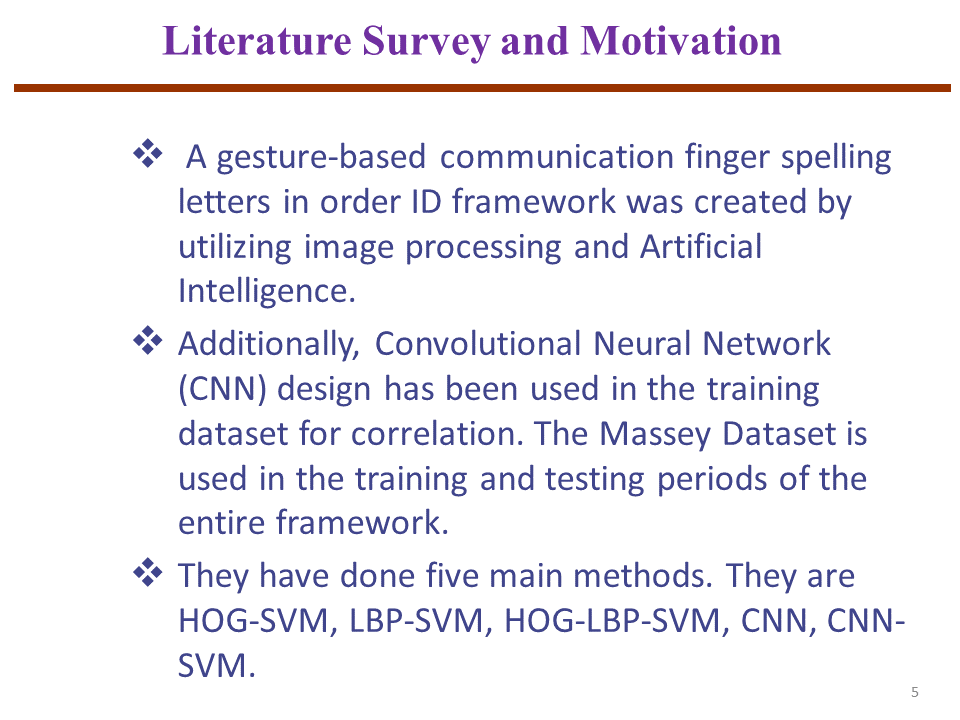 Literature Survey and Motivation
❖ A gesture-based communication finger spelling
letters in order ID framework was created by
utilizing image processing and Artificial
Intelligence.
❖ Additionally, Convolutional Neural Network
(CNN) design has been used in the training
dataset for correlation. The Massey Dataset is
used in the training and testing periods of the
entire framework.
❖ They have done five main methods. They are
HOG-SVM, LBP-SVM, HOG-LBP-SVM, CNN, CNN-
SVM.
5